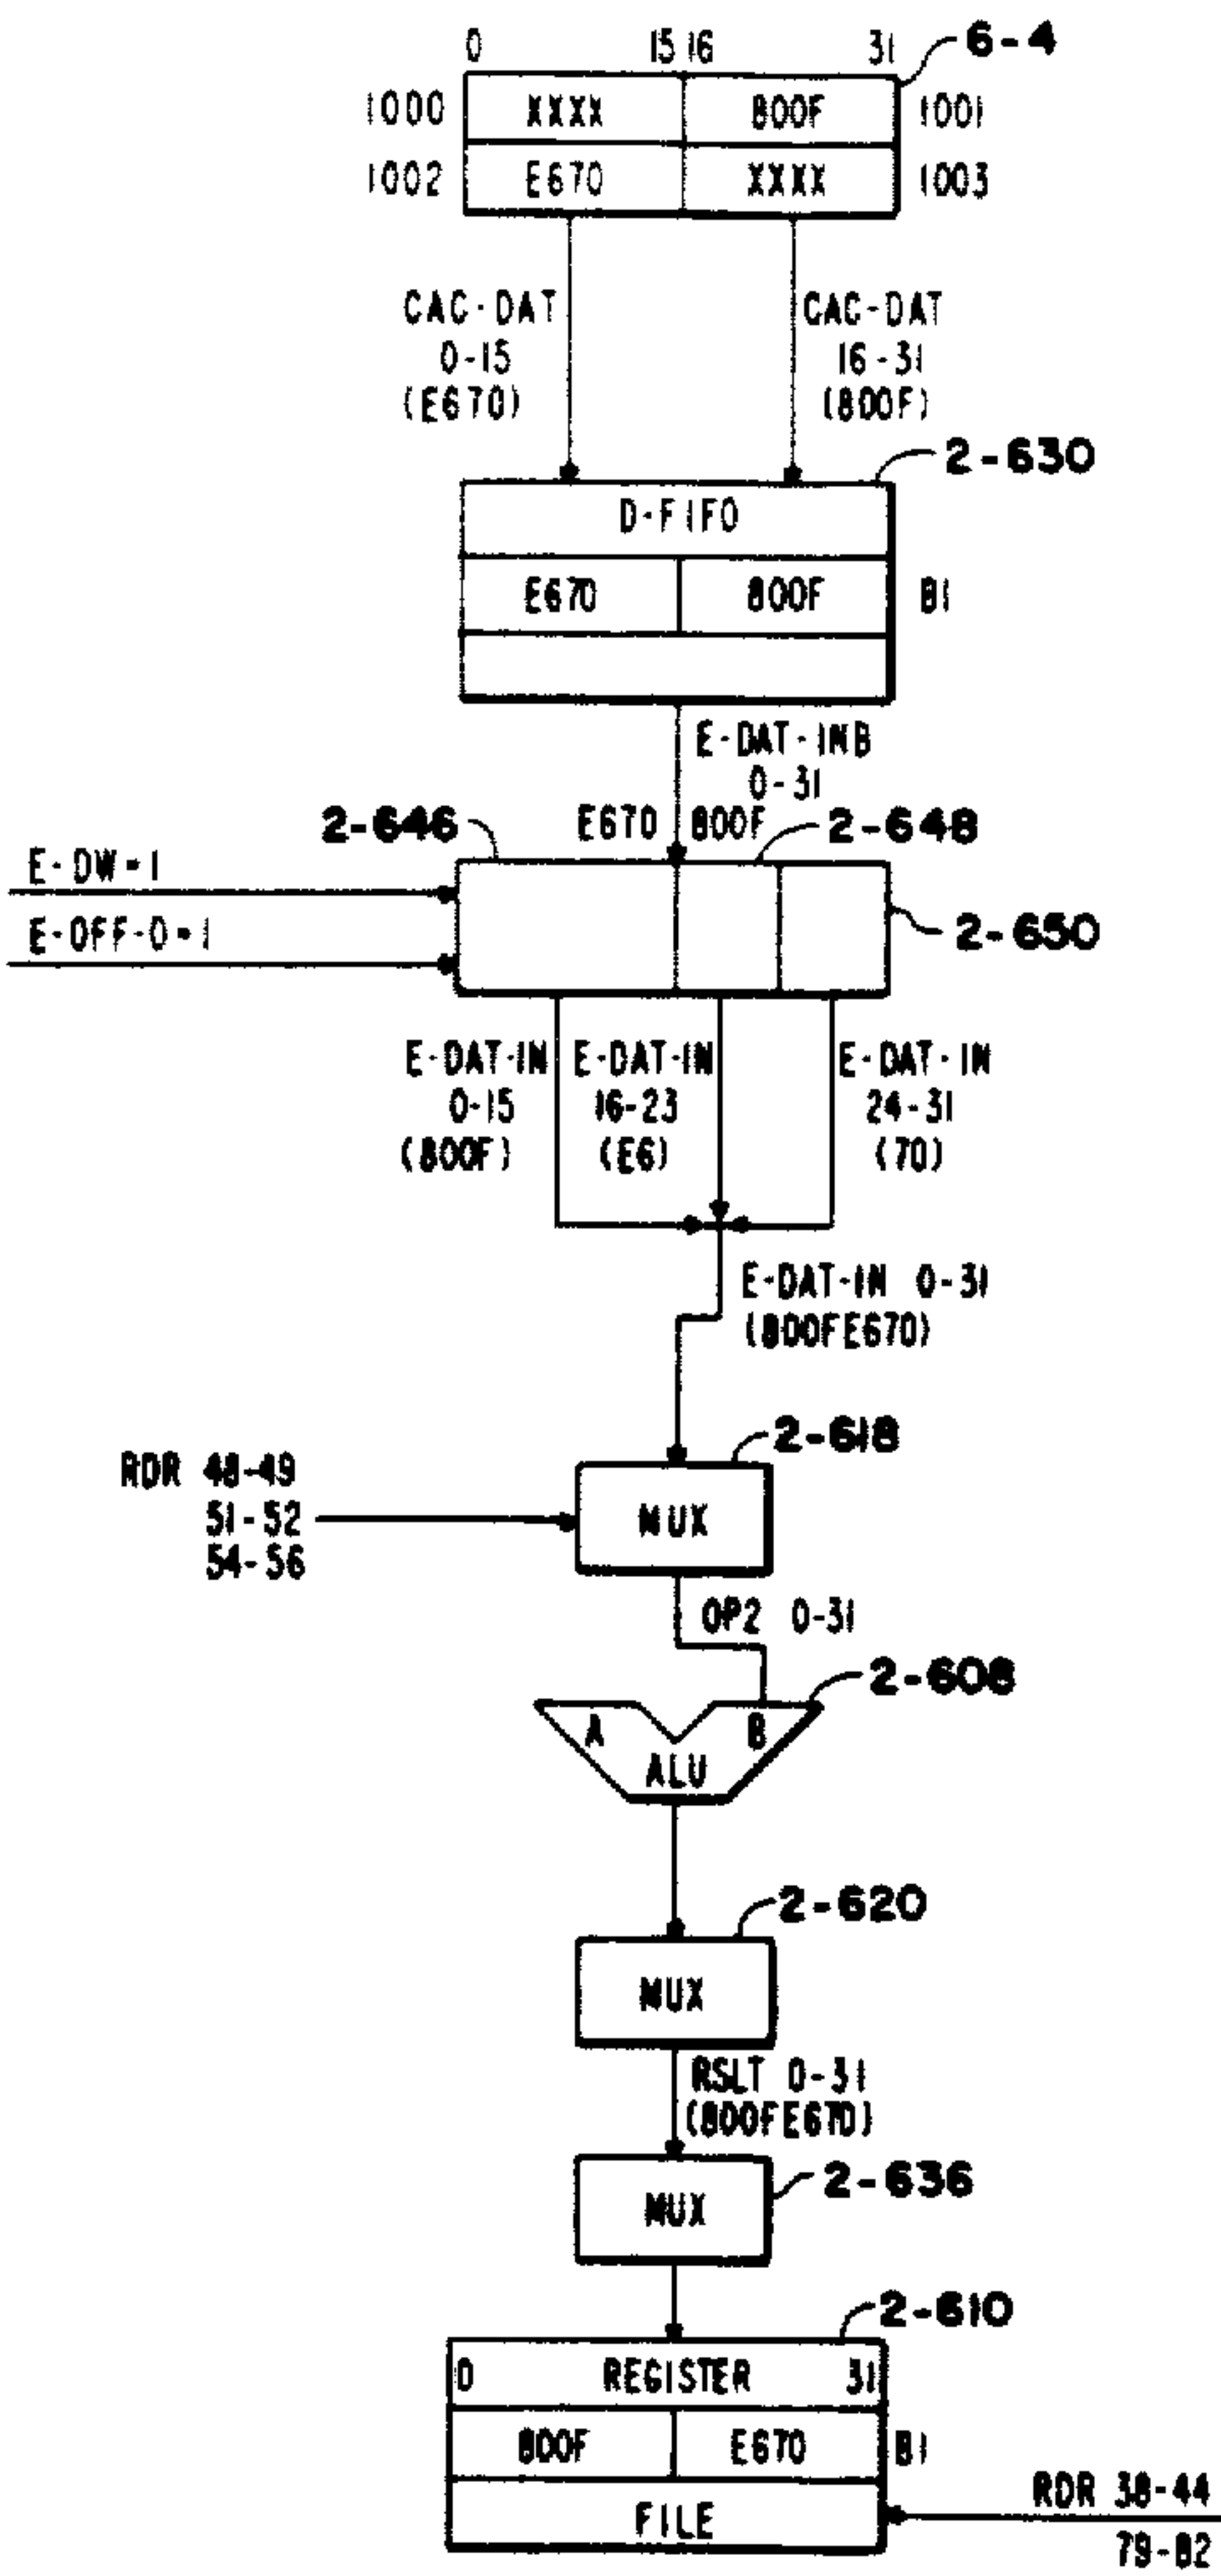 0 15 16 31 6-4
1000 XXXX 800F 1001
1002 E670 XXXX 1003
CAC-DAT CAC-DAT
0-15 16-31
(E670) (800F)
2-630
D-FIFO
E670 800F B1
E-DAT-INB
0-31
2-646 E670 800F 2-648
E-DW=1
E-OFF-0=1
2-650
E-DAT-IN E-DAT-IN E-DAT-IN
0-15 16-23 24-31
(800F) (E6) (70)
E-DAT-IN 0-31
(800FE670)
2-618
RDR 48-49
51-52
54-56
MUX
OP2 0-31
2-608
A B
ALU
2-620
MUX
RSLT 0-31
(800FE670)
2-636
MUX
2-610
0 REGISTER 31
800F E670 B1
FILE
RDR 38-44
79-82